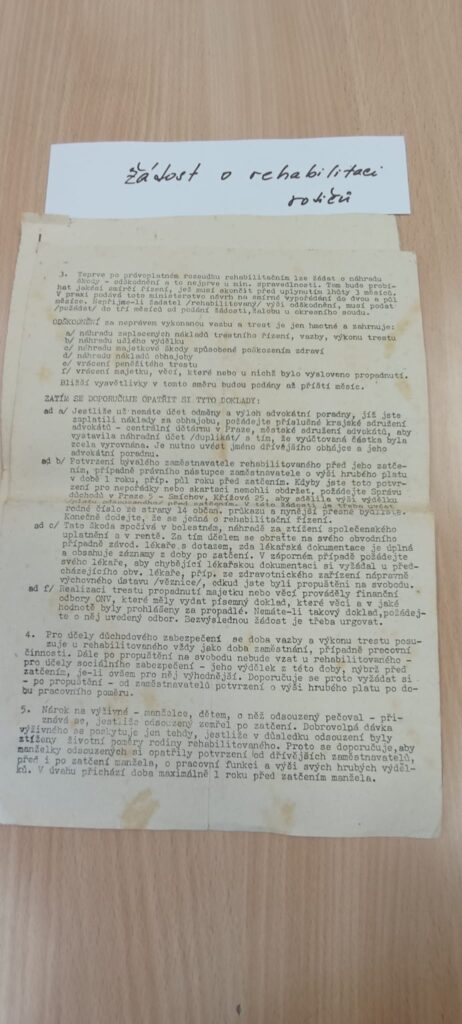 žádost o rehabilitaci
rodičů
3. Teprve po právoplatném rozsudku rehabilitačním lze žádat o náhradu
škody - odškodnění a to nejprve u min. spravedlnosti. Tam bude probí-
hat jakési smírčí řízení, jež musí skončit před uplynutím lhůty 3 měsíců.
V praxi podává toto ministerstvo návrh na smírné vypořádání do dvou a půl
měsíce. Nepřijme-li žadatel /rehabilitovaný/ výši odškodnění, musí podat
/požádat/ do tří měsíců od podání žádosti, žalobu u okresního soudu.
ODŠKODNĚNÍ za neprávem vykonanou vazbu a trest je jen hmotné a zahrnuje:
a/ náhradu zaplacených nákladů trestního řízení, vazby, výkonu trestu
b/ náhradu ušlého výdělku
c/ náhradu majetkové škody způsobené poškozením zdraví
d/ náhradu nákladů obhajoby
e/ vrácení peněžitého trestu
f/ vrácení majetku, věcí, které nebo u nichž bylo vysloveno propadnutí.
Bližší vysvětlivky v tomto směru budou podány až příští měsíc.
ZATÍM SE DOPORUČUJE OPATŘIT SI TYTO DOKLADY:
ad a/ Jestliže už nemáte účet odměny a výloh advokátní poradny, jíž jste
zaplatili náklady za obhajobu, požádejte příslušné krajské sdružení
advokátů - centrální účtárnu v Praze, městské sdružení advokátů, aby
vystavila náhradní účet /duplikát/ s tím, že vyúčtovaná částka byla
zcela vyrovnána. Je nutno uvést jméno dřívějšího obhájce a jeho
advokátní poradnu.
ad b/ Potvrzení bývalého zaměstnavatele rehabilitovaného před jeho zatče-
ním, případně právního nástupce zaměstnavatele o výši hrubého platu
v době 1 roku, příp. půl roku před zatčením. Kdyby jste toto potvr-
zení pro nepořádky nebo skartaci nemohli obdržet, požádejte Správu
důchodů v Praze 5 - Smíchov, Křížová 25, aby sdělila výši výdělku
rodné číslo ze strany 14 občan. průkazu a nynější přesné bydliště.
Konečně dodejte, že se jedná o rehabilitační řízení.
ad c/ Tato škoda spočívá v bolestném, náhradě za ztížení společenského
uplatnění a v rentě. Za tím účelem se obraťte na svého obvodního
případně závod. lékaře s dotazem, zda lékařská dokumentace je úplná
a obsahuje záznamy z doby po zatčení. V záporném případě požádejte
svého lékaře, aby chybějící lékařskou dokumentaci si vyžádal u před-
cházejícího obv. lékaře, příp. ze zdravotnického zařízení nápravně
výchovného ústavu /věznice/, odkud jste byli propuštěni na svobodu.
ad f/ Realizaci trestu propadnutí majetku nebo věcí prováděly finanční
odbory ONV, které měly vydat písemný doklad, které věci a v jaké
hodnotě byly prohlášeny za propadlé. Nemáte-li takový doklad, požádej-
te o něj uvedený odbor. Bezvýslednou žádost je třeba urgovat.
4. Pro účely důchodového zabezpečení se doba vazby a výkonu trestu posu-
zuje u rehabilitovaného vždy jako doba zaměstnání, případně pracovní
činnosti. Dále po propuštění na svobodu nebude vzat u rehabilitovaného -
pro účely sociálního zabezpečení - jeho výdělek z této doby, nýbrž před
zatčením, je-li ovšem pro něj výhodnější. Doporučuje se proto vyžádat si
- po propuštění - od zaměstnavatelů potvrzení o výši hrubého platu po do-
bu pracovního poměru.
5. Nárok na výživné - manželce, dětem, o něž odsouzený pečoval - při-
znává se, jestliže odsouzený zemřel po zatčení. Dobrovolná dávka
výživného se poskytuje jen tehdy, jestliže v důsledku odsouzení byly
ztíženy životní poměry rodiny rehabilitovaného. Proto se doporučuje, aby
manželky odsouzených si opatřily potvrzení od dřívějších zaměstnavatelů,
před i po zatčení manžela, o pracovní funkci a výši svých hrubých výděl-
ků. V úvahu přichází doba maximálně 1 roku před zatčením manžela.